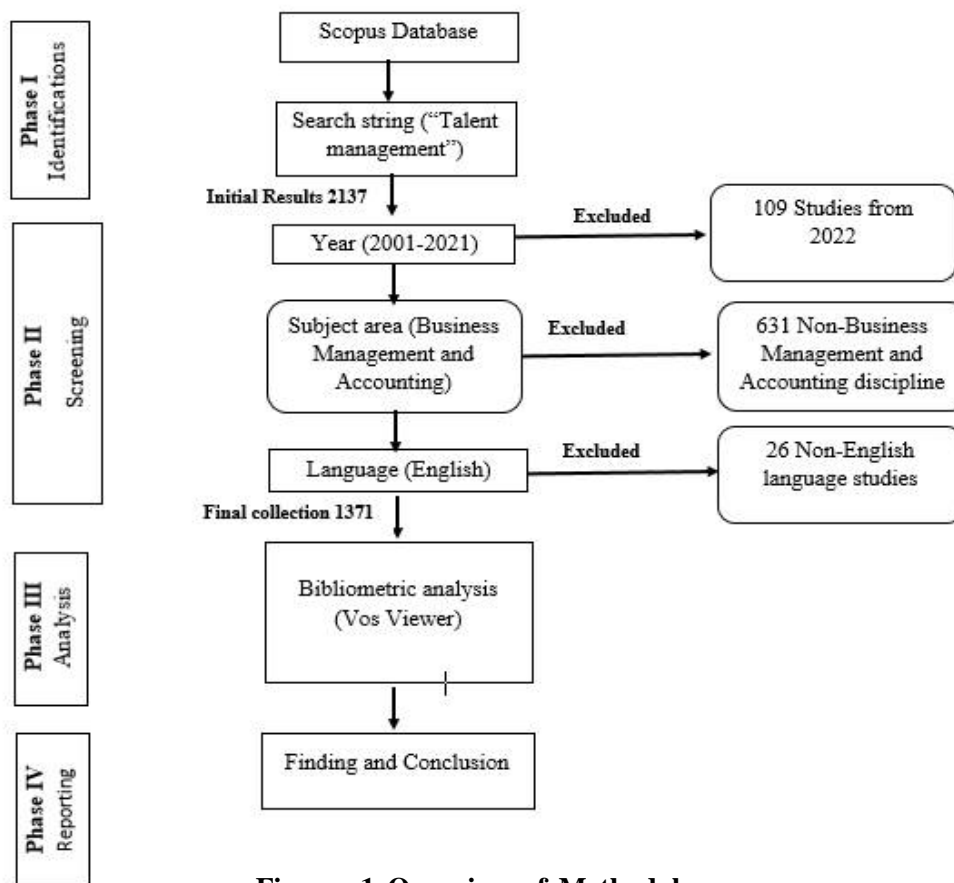 Scopus Database
Phase I
Identifications
Search string ("Talent
management")
Initial Results 2137
Excluded
109 Studies from
2022
Year (2001-2021)
Phase II
Screening
Subject area (Business
Management and
Accounting)
Excluded
631 Non-Business
Management and
Accounting discipline
Language (English)
Excluded
26 Non-English
language studies
Final collection 1371
Phase III
Analysis
Bibliometric analysis
(Vos Viewer)
Phase IV
Reporting
Finding and Conclusion
1 Overview of